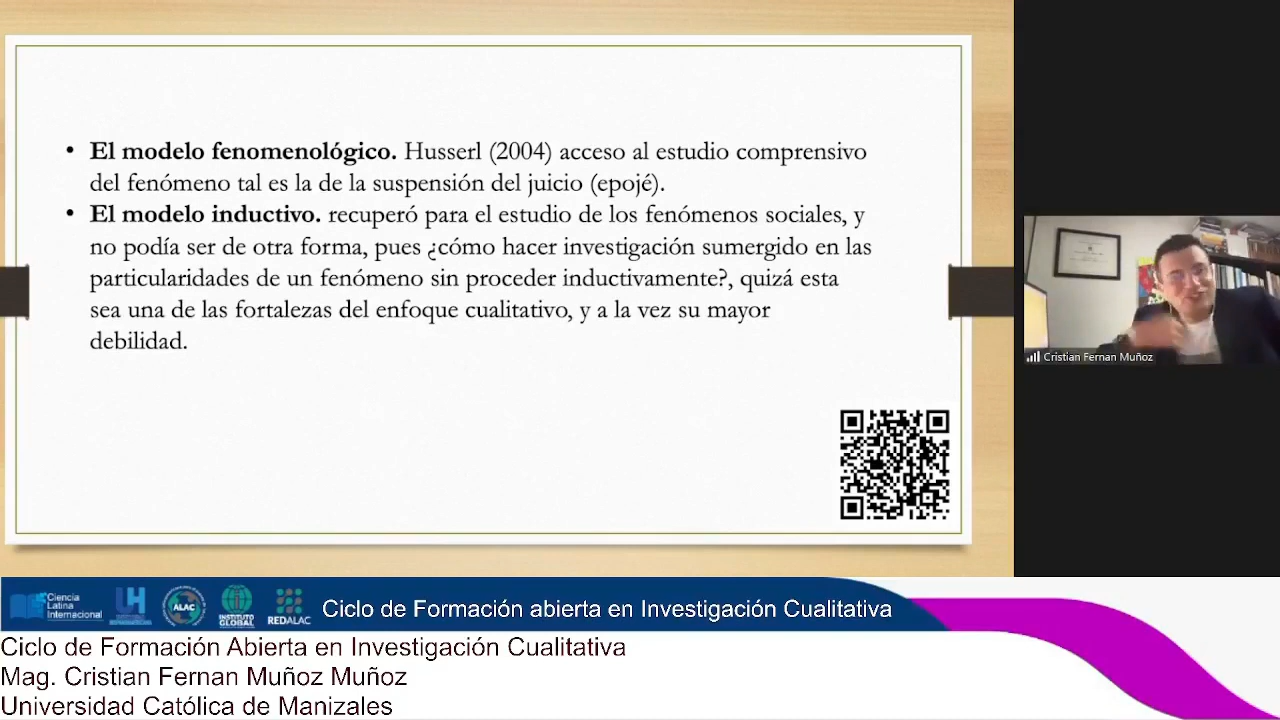 • El modelo fenomenológico. Husserl (2004) acceso al estudio comprensivo
del fenómeno tal es la de la suspensión del juicio (epojé).
• El modelo inductivo. recuperó para el estudio de los fenómenos sociales, y
no podía ser de otra forma, pues ¿cómo hacer investigación sumergido en las
particularidades de un fenómeno sin proceder inductivamente?, quizá esta
sea una de las fortalezas del enfoque cualitativo, y a la vez su mayor
debilidad.
Cristian Fernan Muñoz
Ciencia
Latina
Internacional
UH
ALAC
INSTITUTO
GLOBAL
REDALAC
Ciclo de Formación abierta en Investigación Cualitativa
Ciclo de Formación Abierta en Investigación Cualitativa
Mag. Cristian Fernan Muñoz Muñoz
Universidad Católica de Manizales